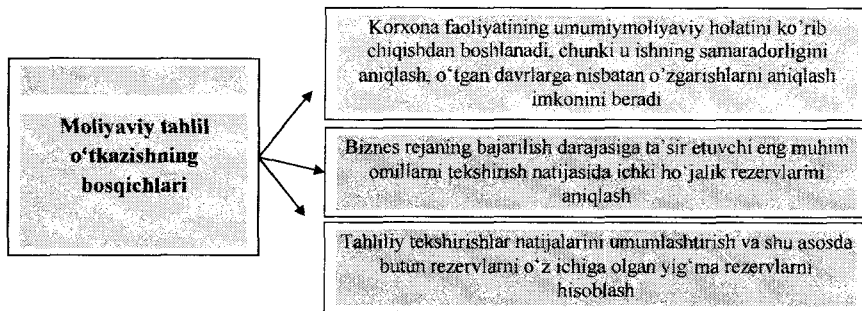 Moliyaviy tahlil
o‘tkazishning
bosqichlari
Korxona faoliyatining umumiymoliyaviy holatini ko’rib
chiqishdan boshlanadi, chunki u ishning samaradorligini
aniqlash, o‘tgan davrlarga nisbatan o’zgarishlarni aniqlash
imkonini beradi
Biznes rejaning bajarilish darajasiga ta`sir etuvchi eng muhim
omillarni tekshirish natijasida ichki ho’jalik rezervlarini
aniqlash
Tahliliy tekshirishlar natijalarini umumlashtirish va shu asosda
butun rezervlarni o‘z ichiga olgan yig‘ma rezervlarni
hisoblash